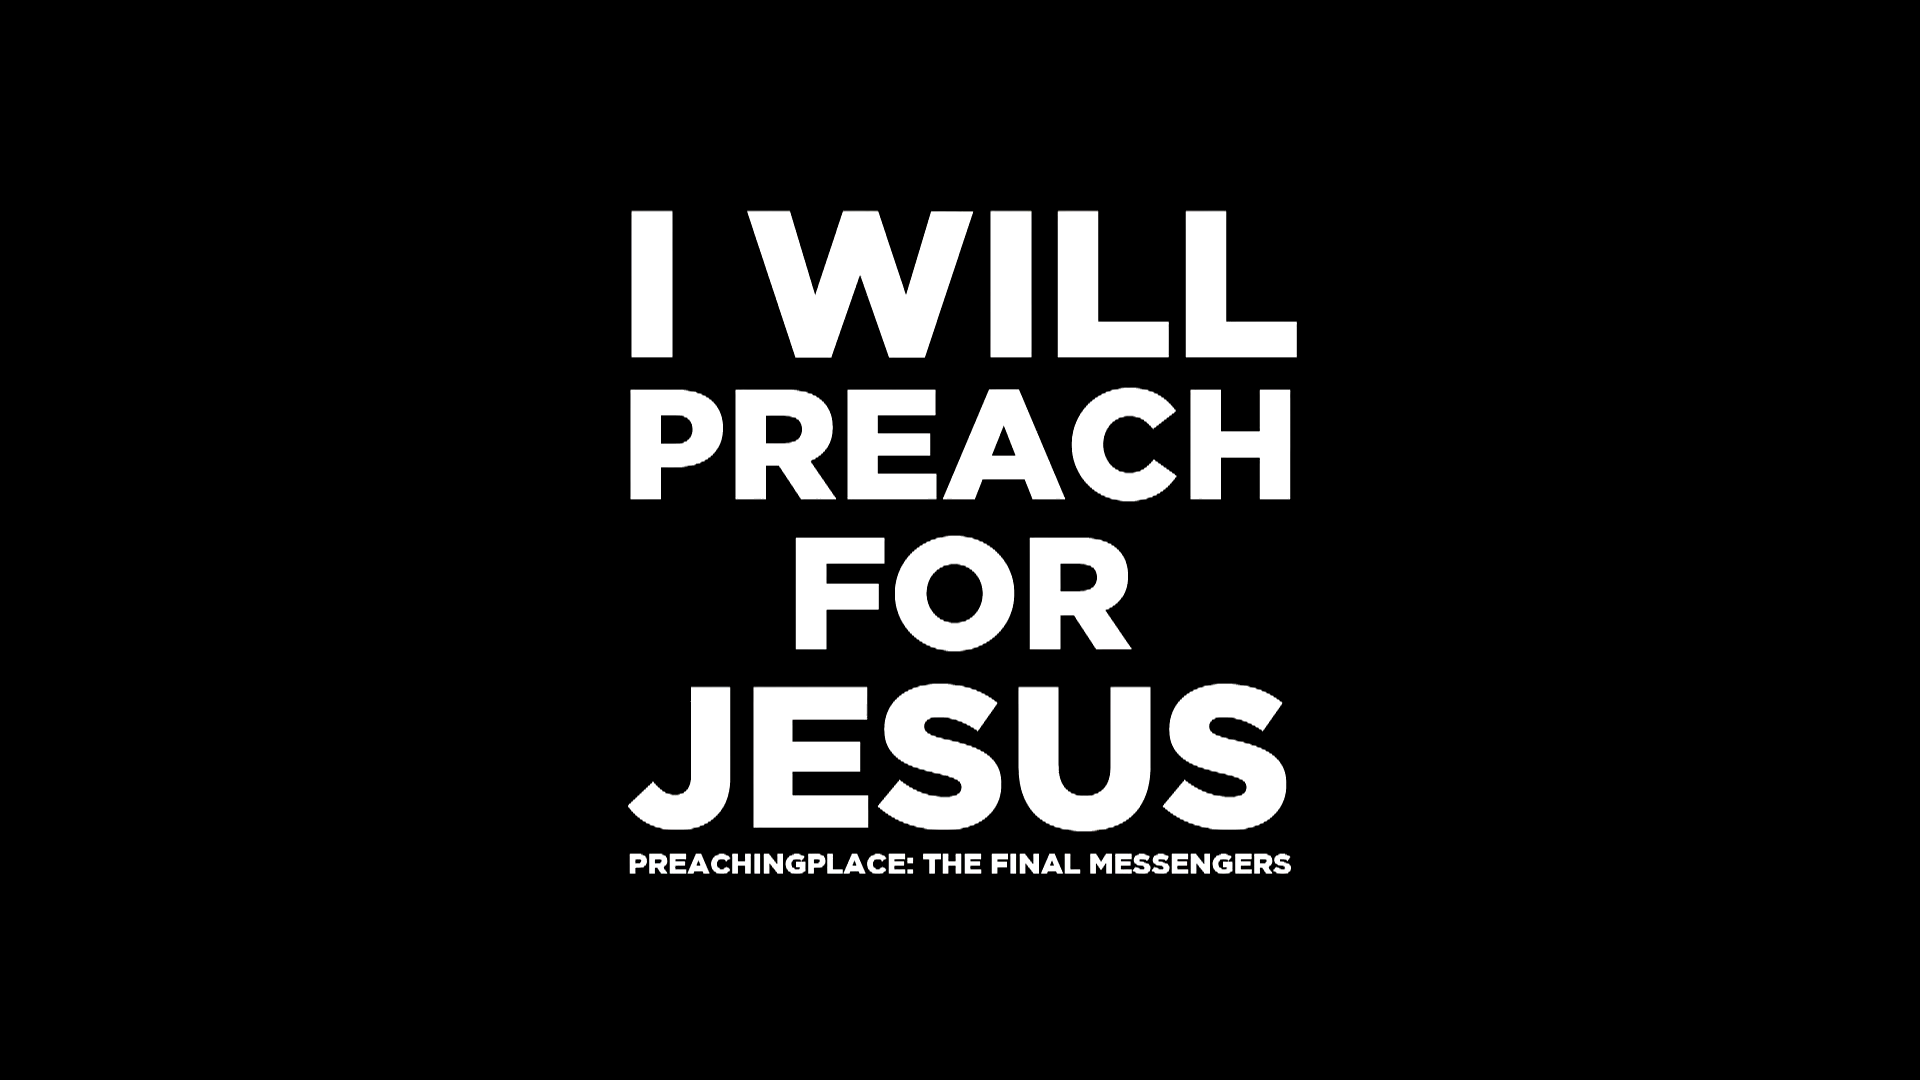 I WILL
PREACH
FOR
JESUS
PREACHINGPLACE: THE FINAL MESSENGERS